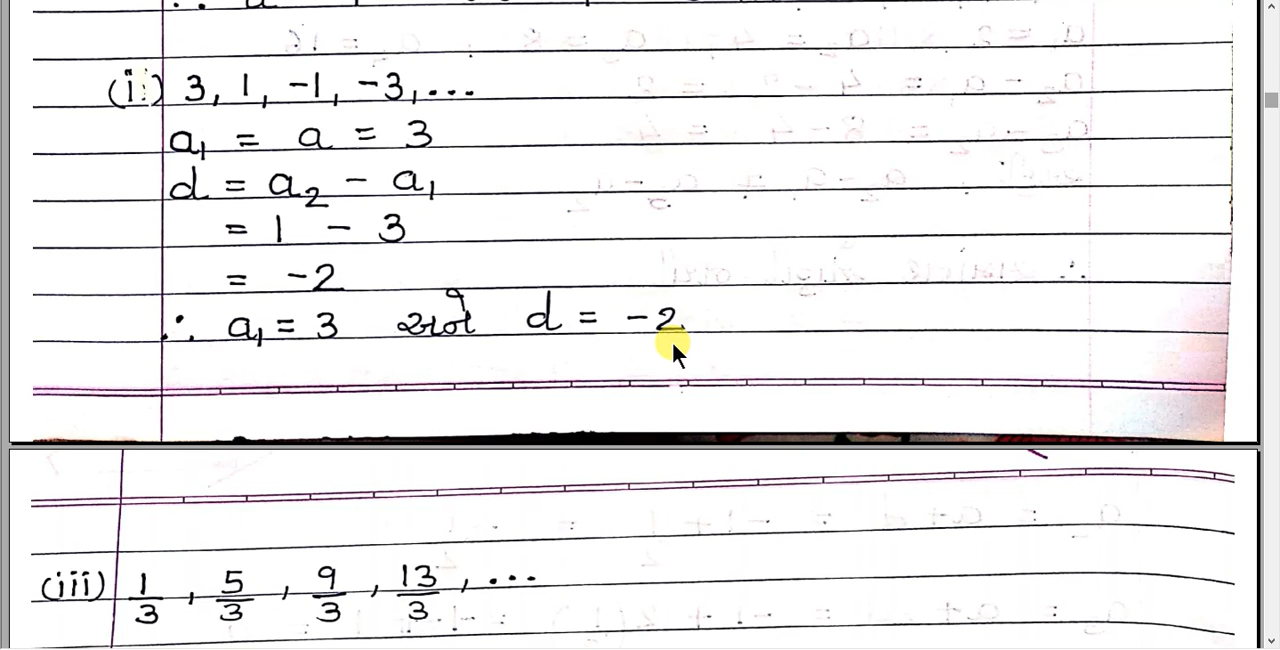 (ii) 3, 1, -1, -3, ...
a₁ = a = 3
d = a₂ - a₁
= 1 - 3
= -2
∴ a₁ = 3 અને d = -2
(iii) 1/3, 5/3, 9/3, 13/3, ...